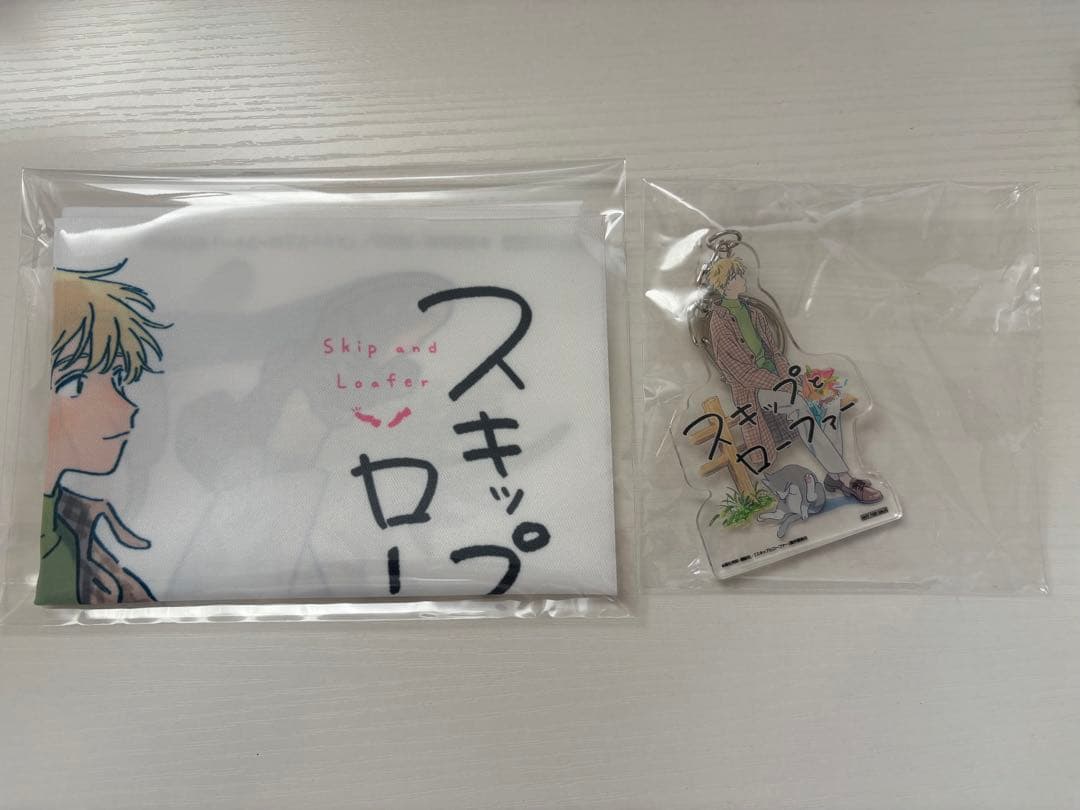 スキップ
ロー
Skip and
Loafer
スキップと
ローファー